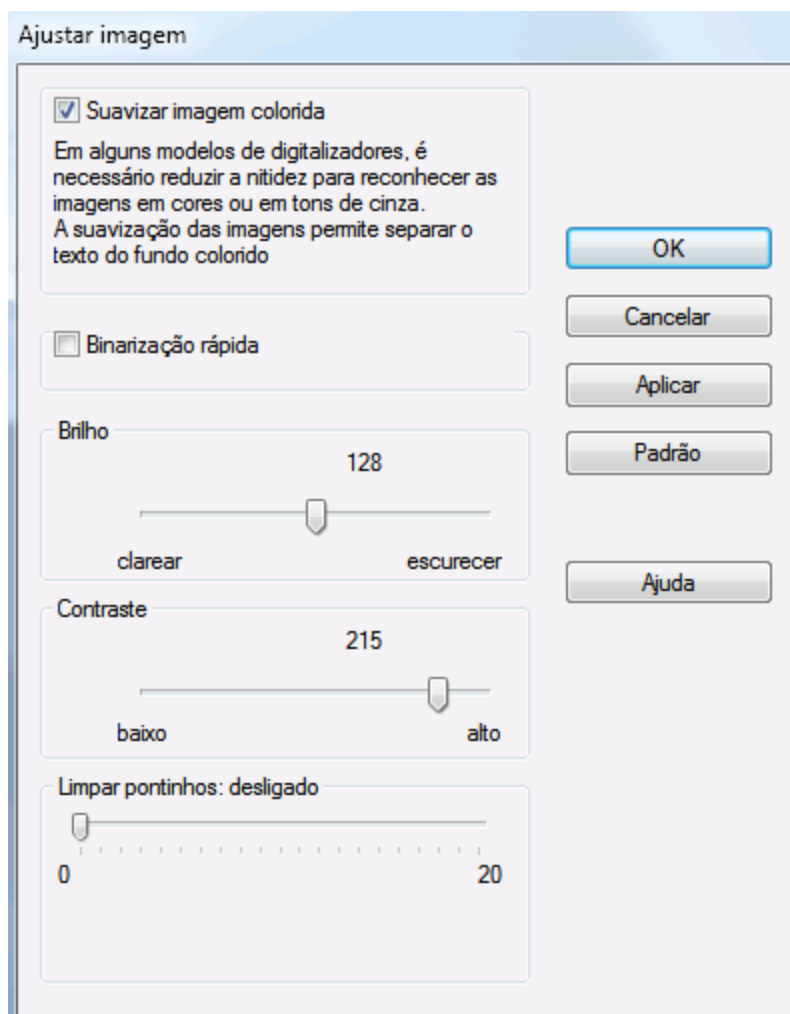 Ajustar imagem
Suavizar imagem colorida
Em alguns modelos de digitalizadores, é
necessário reduzir a nitidez para reconhecer as
imagens em cores ou em tons de cinza.
A suavização das imagens permite separar o
texto do fundo colorido
Binarização rápida
Brilho
128
clarear escurecer
Contraste
215
baixo alto
Limpar pontinhos: desligado
0 20
OK
Cancelar
Aplicar
Padrão
Ajuda